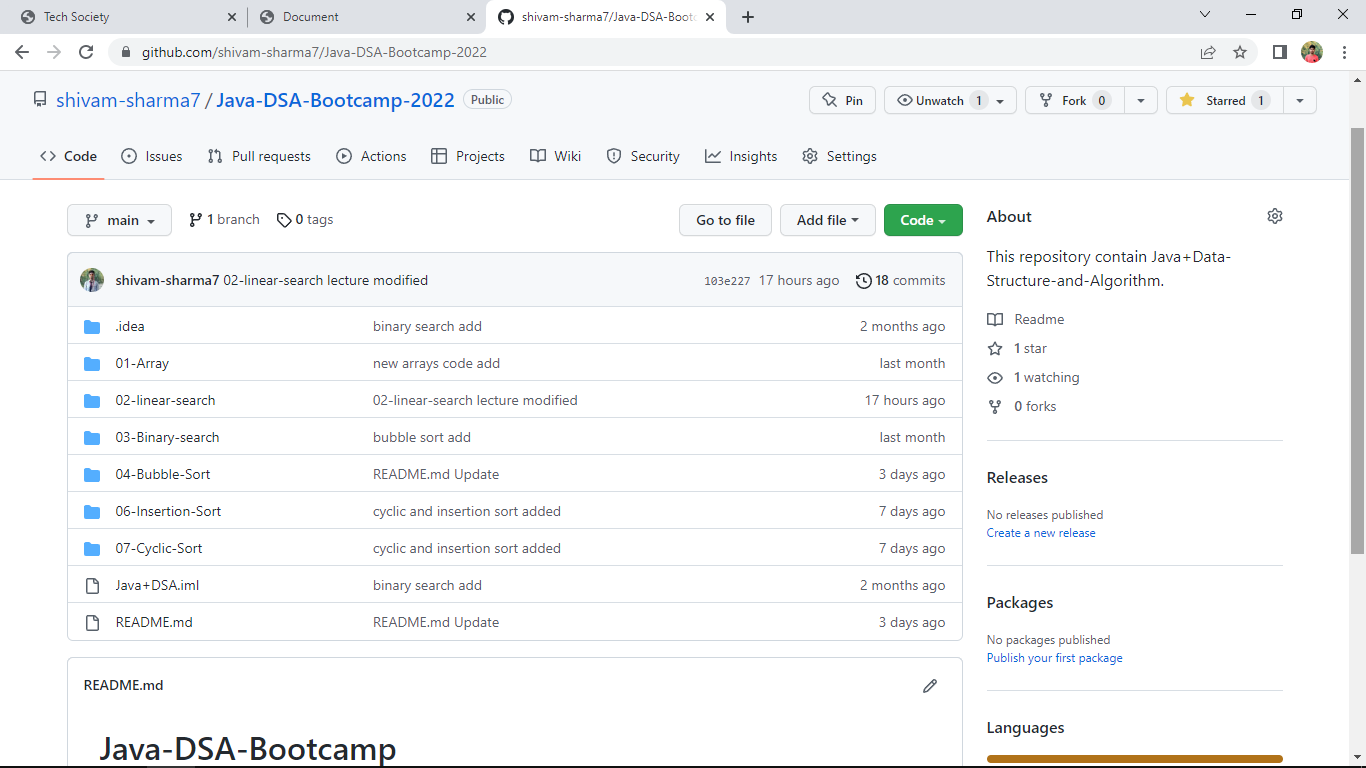 Tech Society
Document
shivam-sharma7/Java-DSA-Bootc
github.com/shivam-sharma7/Java-DSA-Bootcamp-2022
shivam-sharma7 / Java-DSA-Bootcamp-2022 Public
Pin
Unwatch 1
Fork 0
Starred 1
Code
Issues
Pull requests
Actions
Projects
Wiki
Security
Insights
Settings
main
1 branch
0 tags
Go to file
Add file
Code
shivam-sharma7 02-linear-search lecture modified 103e227 17 hours ago 18 commits
.idea binary search add 2 months ago
01-Array new arrays code add last month
02-linear-search 02-linear-search lecture modified 17 hours ago
03-Binary-search bubble sort add last month
04-Bubble-Sort README.md Update 3 days ago
06-Insertion-Sort cyclic and insertion sort added 7 days ago
07-Cyclic-Sort cyclic and insertion sort added 7 days ago
Java+DSA.iml binary search add 2 months ago
README.md README.md Update 3 days ago
README.md
Java-DSA-Bootcamp
About
This repository contain Java+Data-
Structure-and-Algorithm.
Readme
1 star
1 watching
0 forks
Releases
No releases published
Create a new release
Packages
No packages published
Publish your first package
Languages